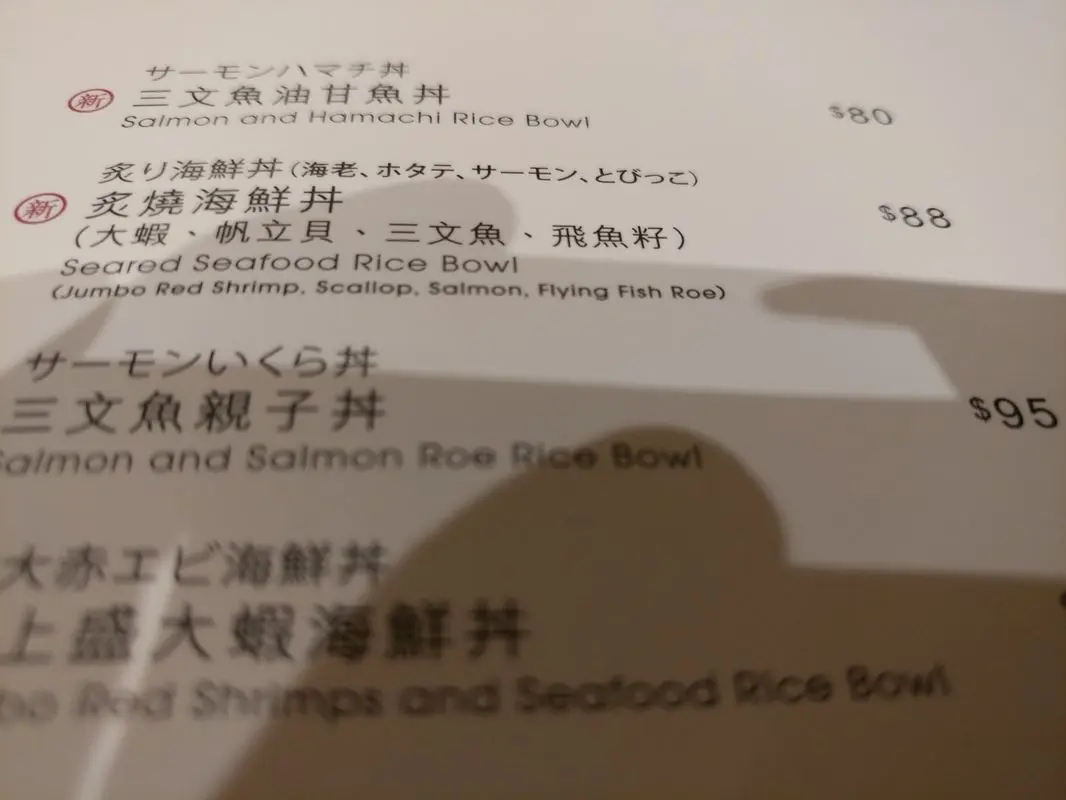 サーモンハマチ丼
新 三文魚油甘魚丼
Salmon and Hamachi Rice Bowl
$80
炙り海鮮丼(海老、ホタテ、サーモン、とびっこ)
新 炙燒海鮮丼
(大蝦、帆立貝、三文魚、飛魚籽)
$88
Seared Seafood Rice Bowl
(Jumbo Red Shrimp, Scallop, Salmon, Flying Fish Roe)
サーモンいくら丼
三文魚親子丼
$95
Salmon and Salmon Roe Rice Bowl
大赤エビ海鮮丼
上盛大蝦海鮮丼
Red Shrimps and Seafood Rice Bowl